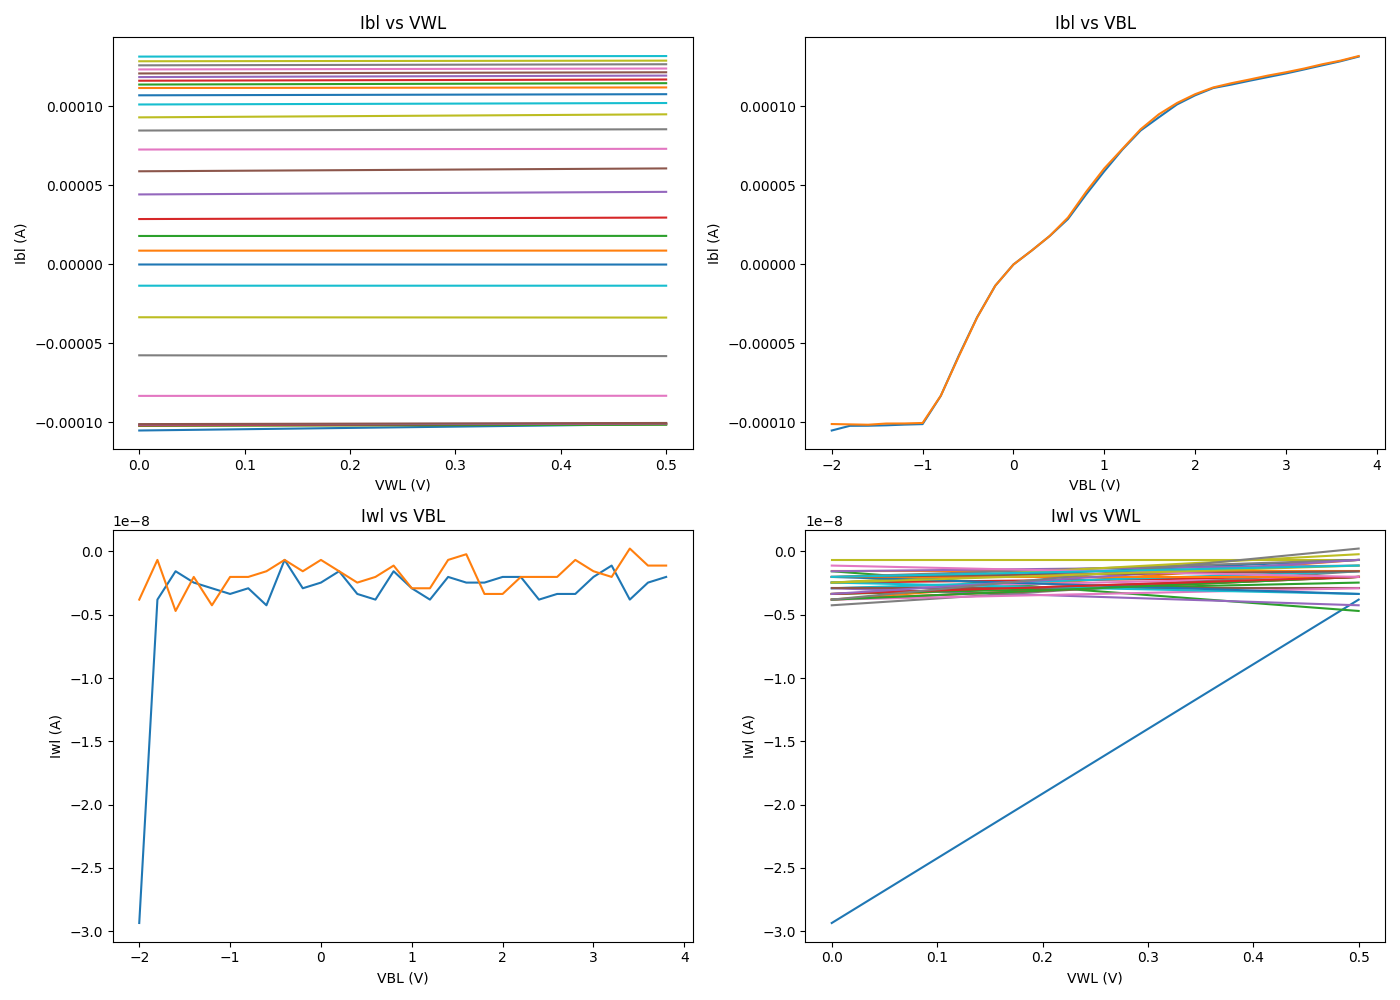 Ibl vs VWL
Ibl (A)
0.00010
0.00005
0.00000
−0.00005
−0.00010
0.0 0.1 0.2 0.3 0.4 0.5
VWL (V)
Ibl vs VBL
Ibl (A)
0.00010
0.00005
0.00000
−0.00005
−0.00010
−2 −1 0 1 2 3 4
VBL (V)
Iwl vs VBL
1e−8
Iwl (A)
0.0
−0.5
−1.0
−1.5
−2.0
−2.5
−3.0
−2 −1 0 1 2 3 4
VBL (V)
Iwl vs VWL
1e−8
Iwl (A)
0.0
−0.5
−1.0
−1.5
−2.0
−2.5
−3.0
0.0 0.1 0.2 0.3 0.4 0.5
VWL (V)